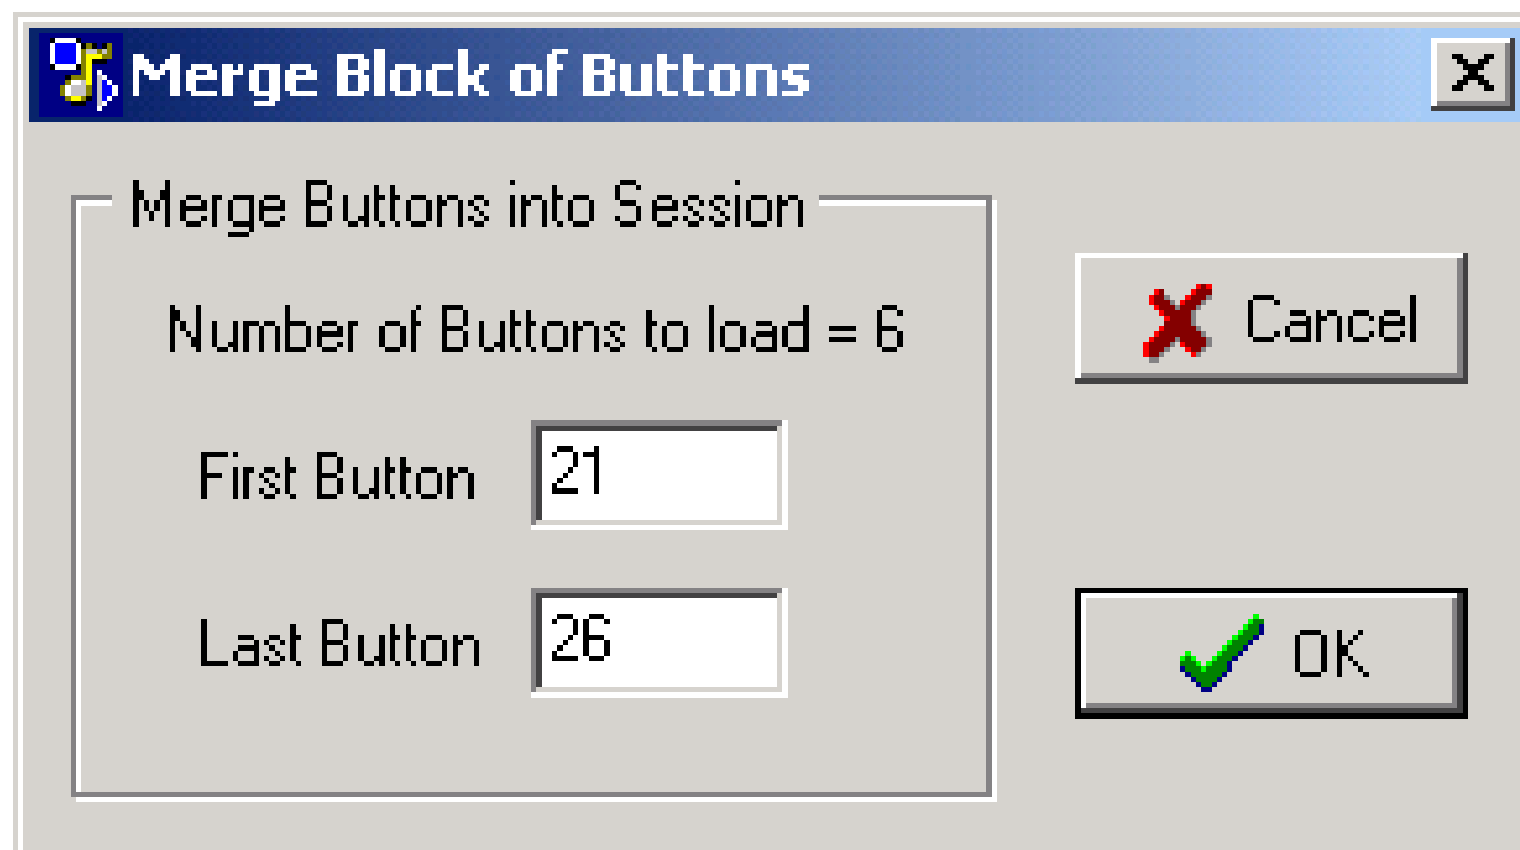 Merge Block of Buttons
Merge Buttons into Session
Number of Buttons to load = 6
Cancel
First Button 21
Last Button 26
OK